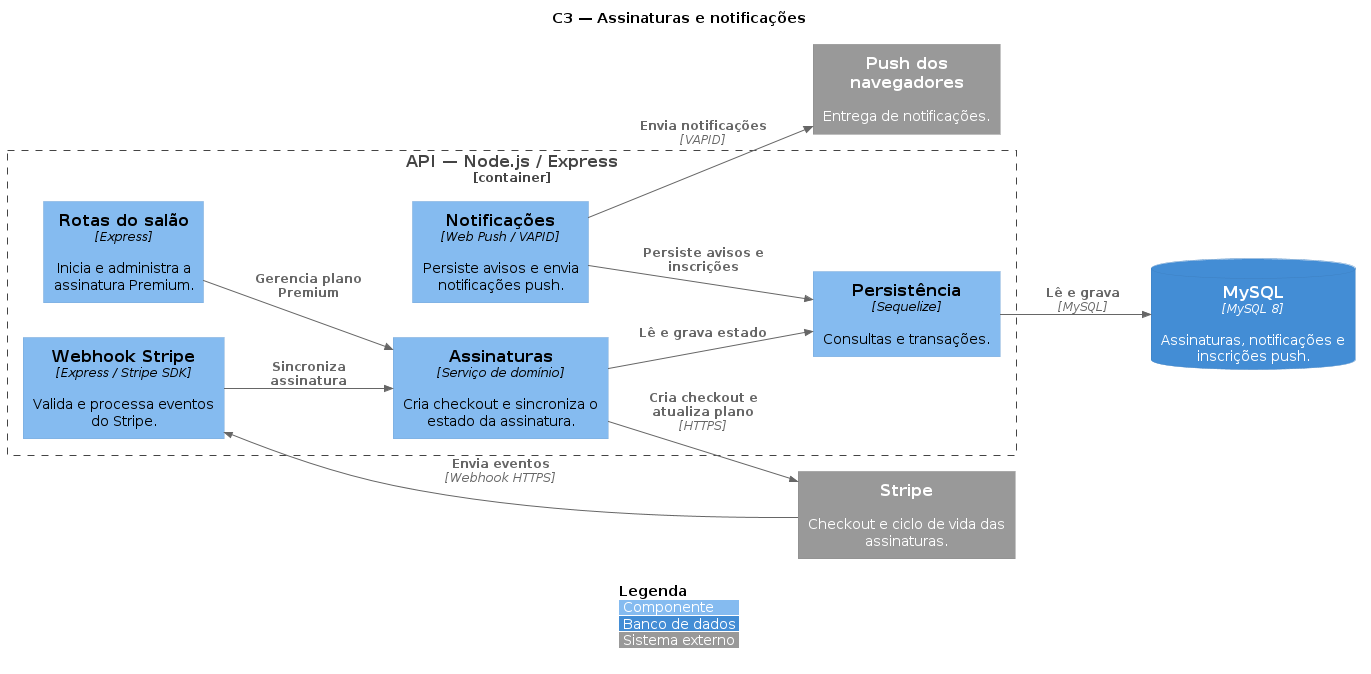 C3 — Assinaturas e notificações
Push dos
navegadores
Entrega de notificações.
Envia notificações
[VAPID]
API — Node.js / Express
[container]
Rotas do salão
[Express]
Inicia e administra a
assinatura Premium.
Notificações
[Web Push / VAPID]
Persiste avisos e envia
notificações push.
Gerencia plano
Premium
Persiste avisos e
inscrições
Persistência
[Sequelize]
Consultas e transações.
Lê e grava
[MySQL]
MySQL
[MySQL 8]
Assinaturas, notificações e
inscrições push.
Webhook Stripe
[Express / Stripe SDK]
Valida e processa eventos
do Stripe.
Sincroniza
assinatura
Assinaturas
[Serviço de domínio]
Cria checkout e sincroniza o
estado da assinatura.
Lê e grava estado
Cria checkout e
atualiza plano
[HTTPS]
Envia eventos
[Webhook HTTPS]
Stripe
Checkout e ciclo de vida das
assinaturas.
Legenda
Componente
Banco de dados
Sistema externo